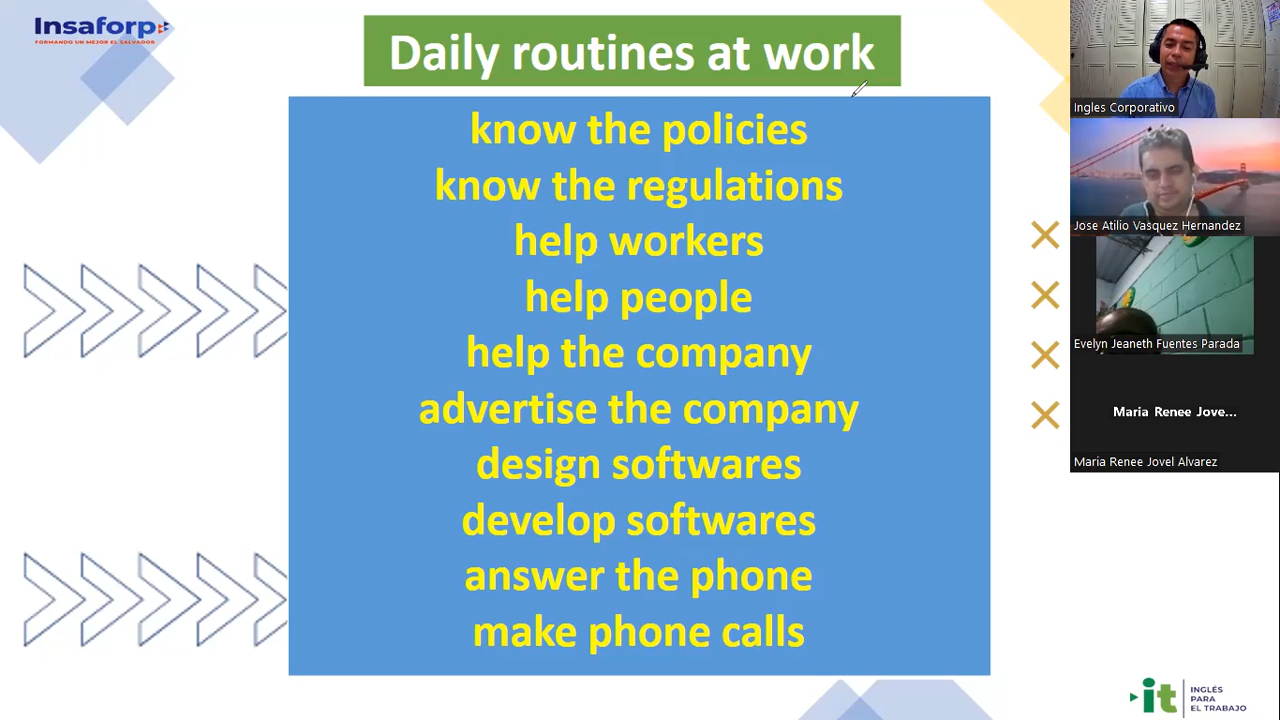 Insaforp
FORMANDO UN MEJOR EL SALVADOR
Daily routines at work
know the policies
know the regulations
help workers
help people
help the company
advertise the company
design softwares
develop softwares
answer the phone
make phone calls
Ingles Corporativo
Jose Atilio Vasquez Hernandez
Evelyn Jeaneth Fuentes Parada
Maria Renee Jove...
Maria Renee Jovel Alvarez
it
INGLÉS
PARA
EL TRABAJO